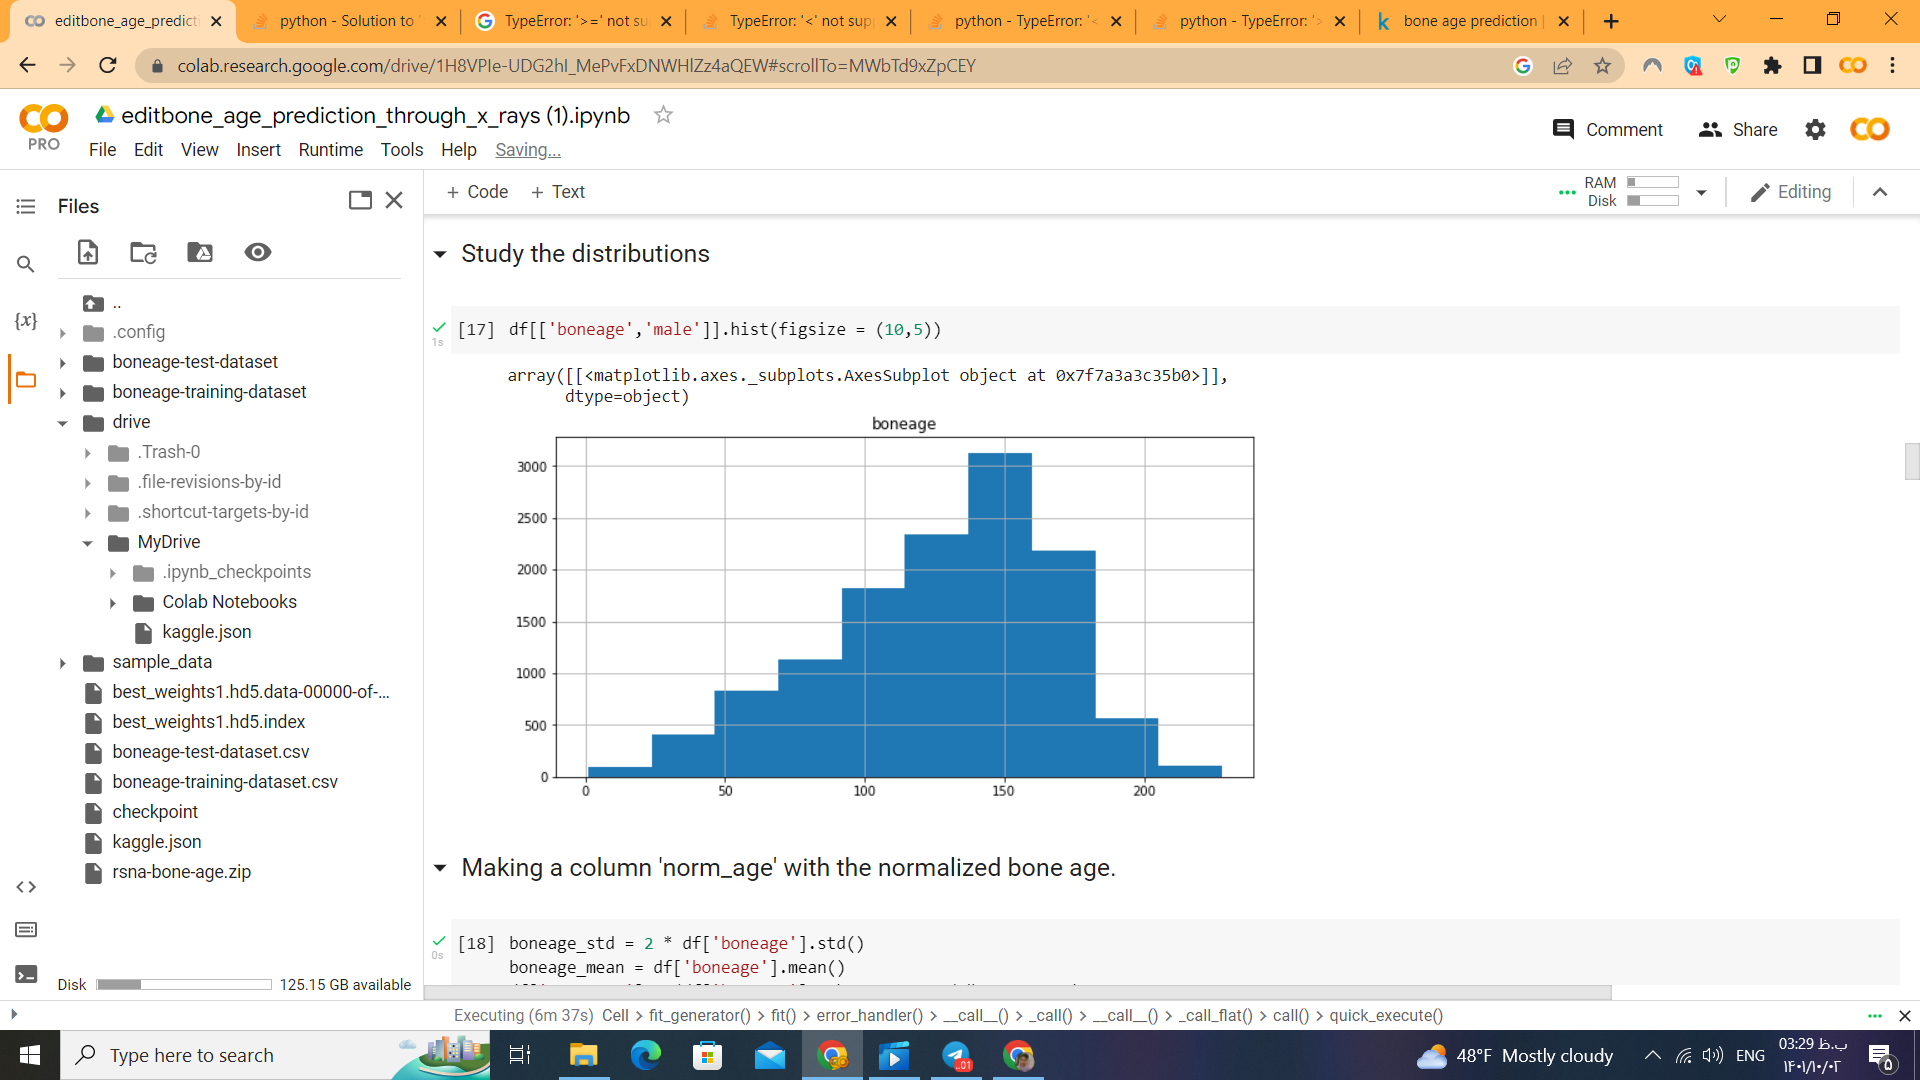 editbone_age_predicti
python - Solution to '
TypeError: '>=' not su
TypeError: '<' not supp
python - TypeError: '<
python - TypeError: '>
bone age prediction |
colab.research.google.com/drive/1H8VPIe-UDG2hI_MePvFxDNWHlZz4aQEW#scrollTo=MWbTd9xZpCEY
editbone_age_prediction_through_x_rays (1).ipynb
PRO
File Edit View Insert Runtime Tools Help Saving...
Comment
Share
Files
+ Code + Text
RAM
Disk
Editing
..
.config
boneage-test-dataset
boneage-training-dataset
drive
.Trash-0
.file-revisions-by-id
.shortcut-targets-by-id
MyDrive
.ipynb_checkpoints
Colab Notebooks
kaggle.json
sample_data
best_weights1.hd5.data-00000-of-...
best_weights1.hd5.index
boneage-test-dataset.csv
boneage-training-dataset.csv
checkpoint
kaggle.json
rsna-bone-age.zip
Disk 125.15 GB available
Study the distributions
[17] df[['boneage','male']].hist(figsize = (10,5))
1s
array([[<matplotlib.axes._subplots.AxesSubplot object at 0x7f7a3a3c35b0>]],
dtype=object)
boneage
3000
2500
2000
1500
1000
500
0
0 50 100 150 200
Making a column 'norm_age' with the normalized bone age.
[18] boneage_std = 2 * df['boneage'].std()
0s
boneage_mean = df['boneage'].mean()
Executing (6m 37s) Cell > fit_generator() > fit() > error_handler() > __call__() > _call() > __call__() > _call_flat() > call() > quick_execute()
Type here to search
48°F Mostly cloudy
ENG
03:29 ب.ظ
۱۴۰۱/۱۰/۰۲